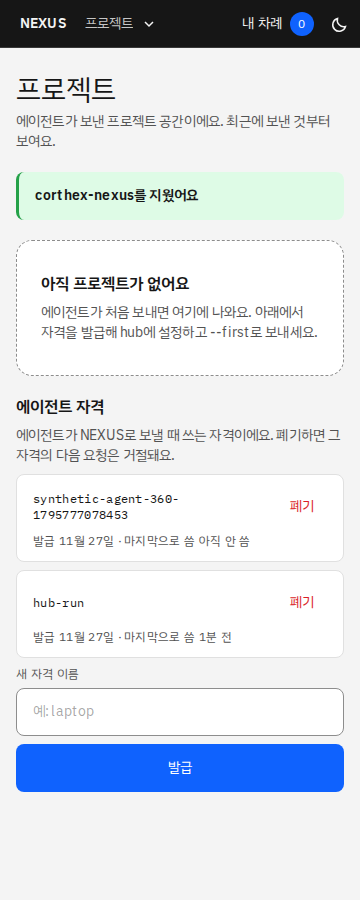 NEXUS 프로젝트 내 차례 0
프로젝트
에이전트가 보낸 프로젝트 공간이에요. 최근에 보낸 것부터
보여요.
corthex-nexus를 지웠어요
아직 프로젝트가 없어요
에이전트가 처음 보내면 여기에 나와요. 아래에서
자격을 발급해 hub에 설정하고 --first로 보내세요.
에이전트 자격
에이전트가 NEXUS로 보낼 때 쓰는 자격이에요. 폐기하면 그
자격의 다음 요청은 거절돼요.
synthetic-agent-360-
1795777078453
폐기
발급 11월 27일 · 마지막으로 씀 아직 안 씀
hub-run
폐기
발급 11월 27일 · 마지막으로 씀 1분 전
새 자격 이름
예: laptop
발급